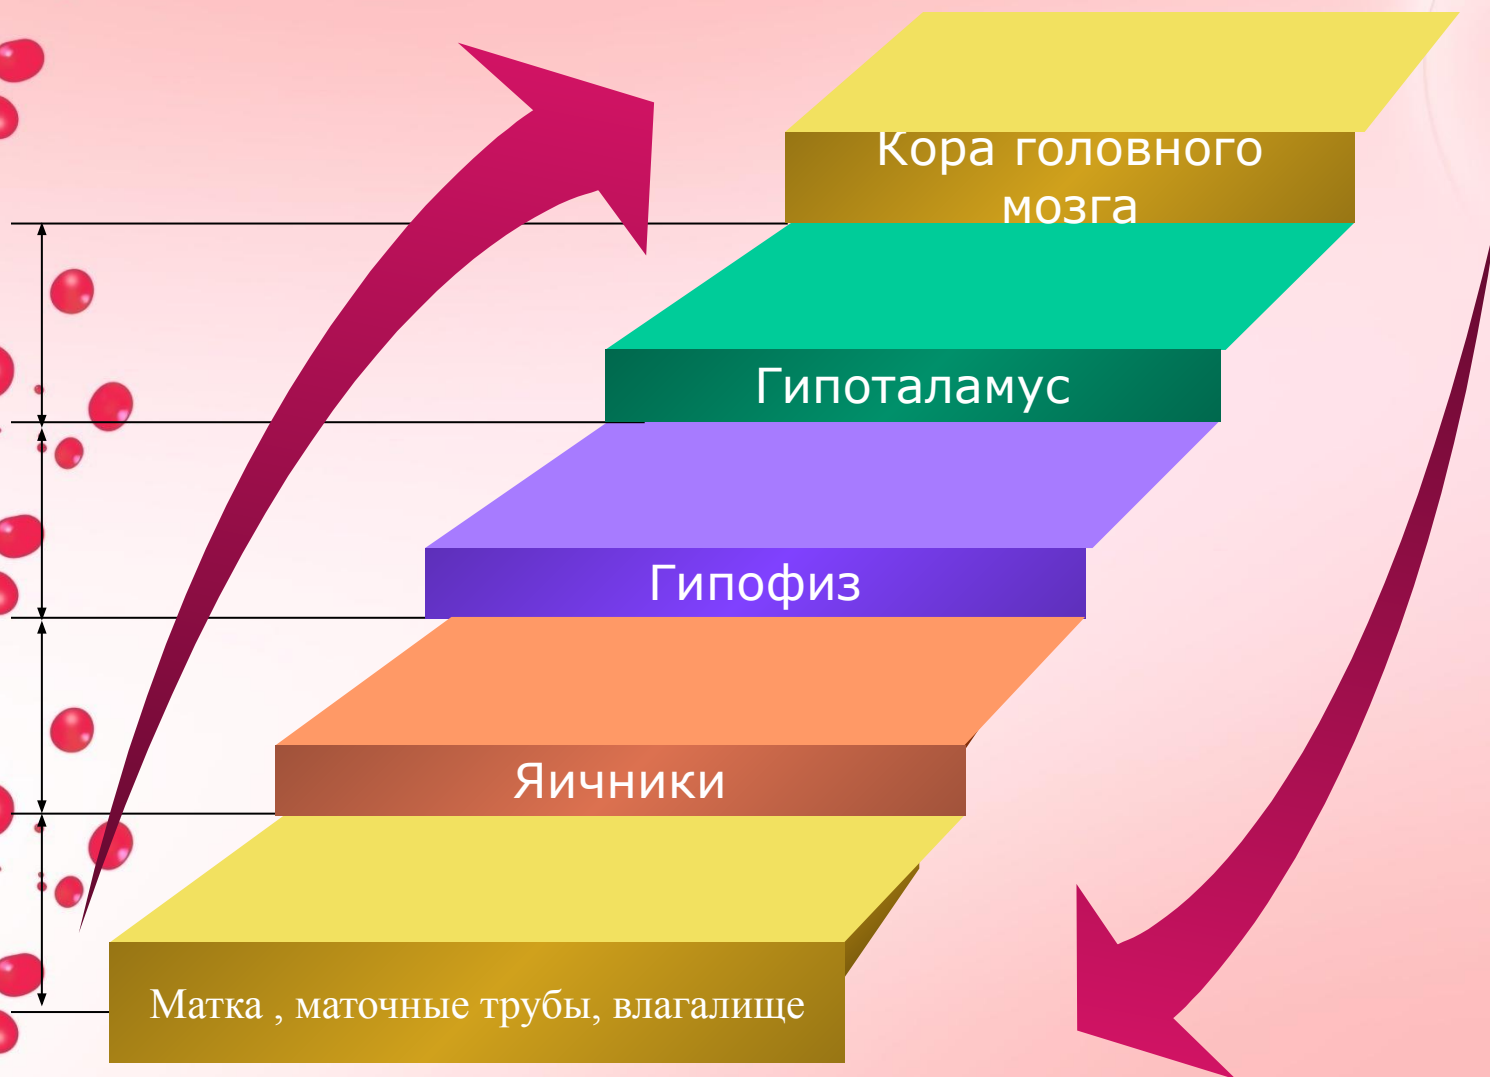 Кора головного
мозга
Гипоталамус
Гипофиз
Яичники
Матка , маточные трубы, влагалище